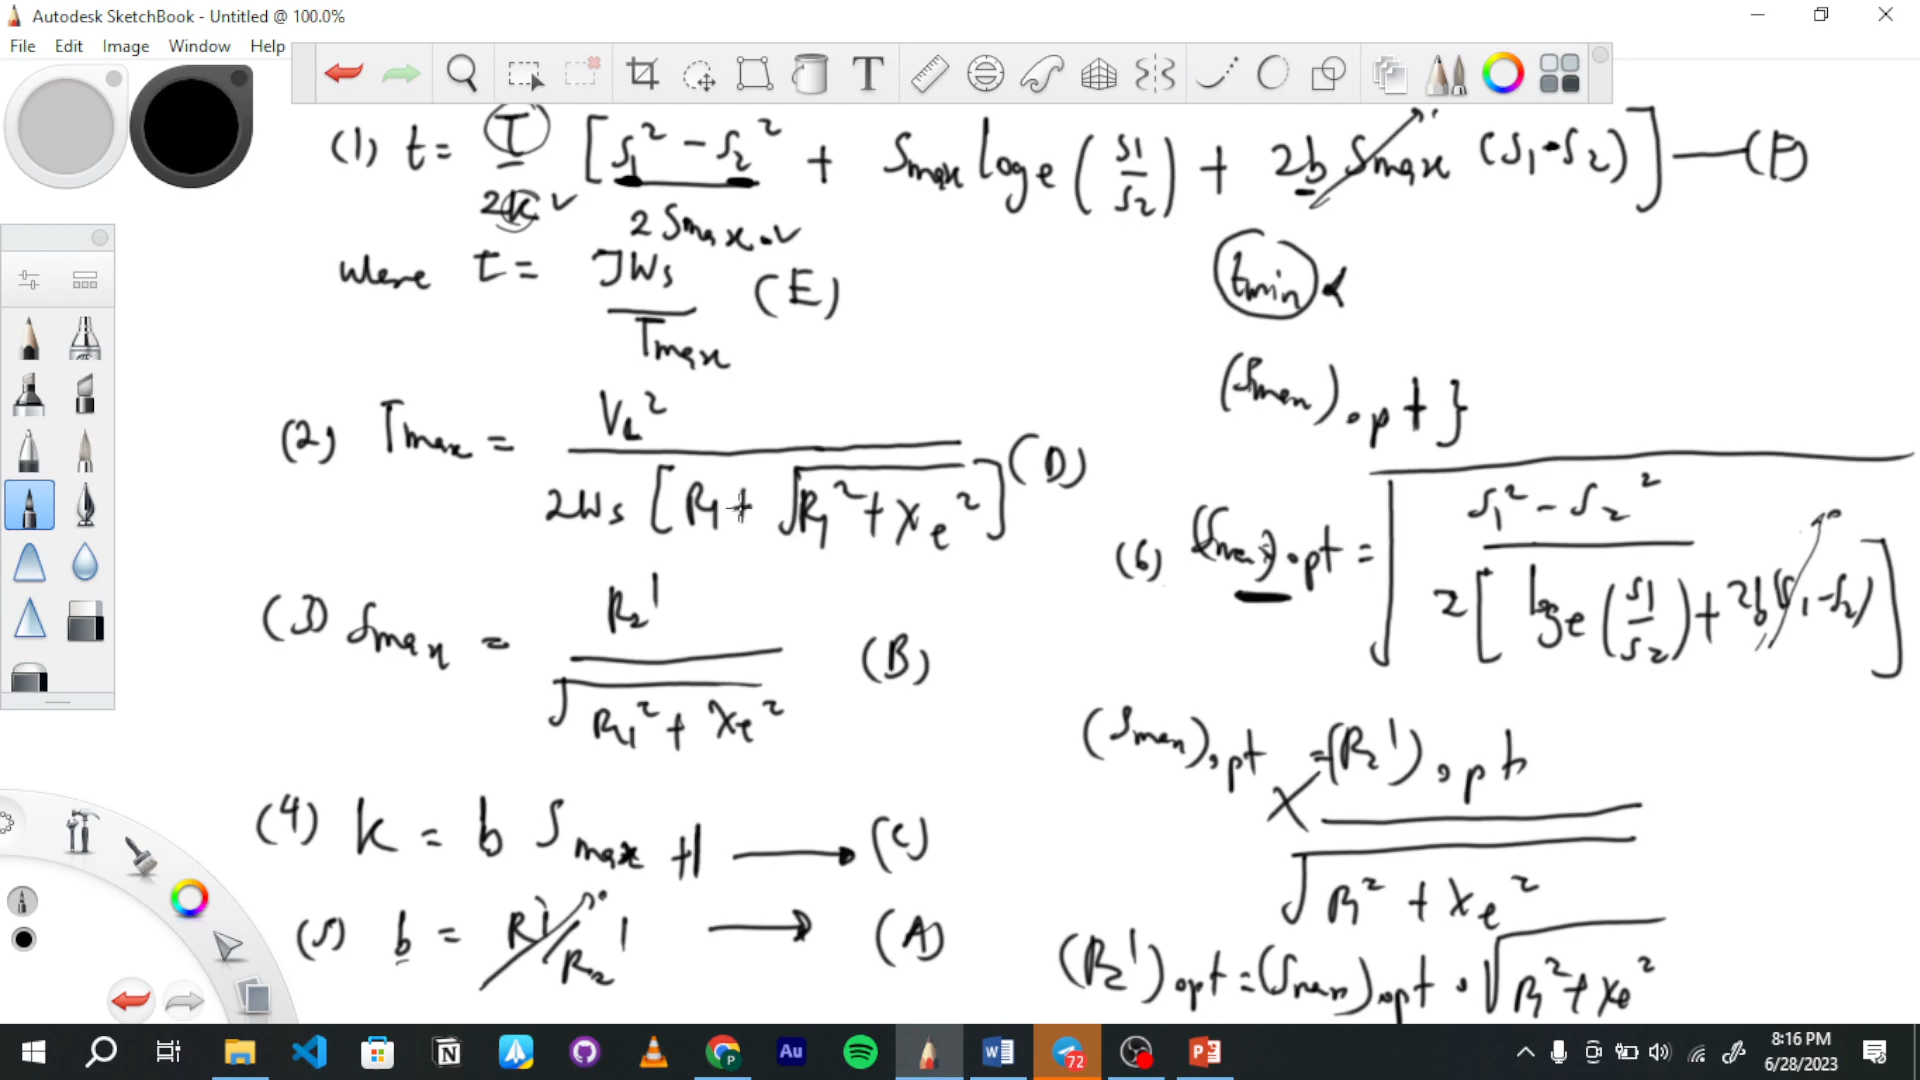 Autodesk SketchBook - Untitled @ 100.0%
File Edit Image Window Help
(1) t = τ/2k [ (S1² - S2²)/(2 Smax) + Smax loge (S1/S2) + 2b Smax (S1 - S2) ] — (F)
where τ = JWs/Tmax (E)
tmin
(Smax)opt }
(2) Tmax = VL² / 2Ws [R1 + √R1² + Xe²] (D)
(3) Smax = R2' / √R1² + Xe² (B)
(4) k = b Smax + 1 → (C)
(5) b = R1/R2' → (A)
(6) (Smax)opt = √ (S1² - S2²) / 2 [ loge (S1/S2) + 2b (S1 - S2) ]
(Smax)opt = (R2')opt / √R1² + Xe²
(R2')opt = (Smax)opt · √R1² + Xe²
72
8:16 PM
6/28/2023